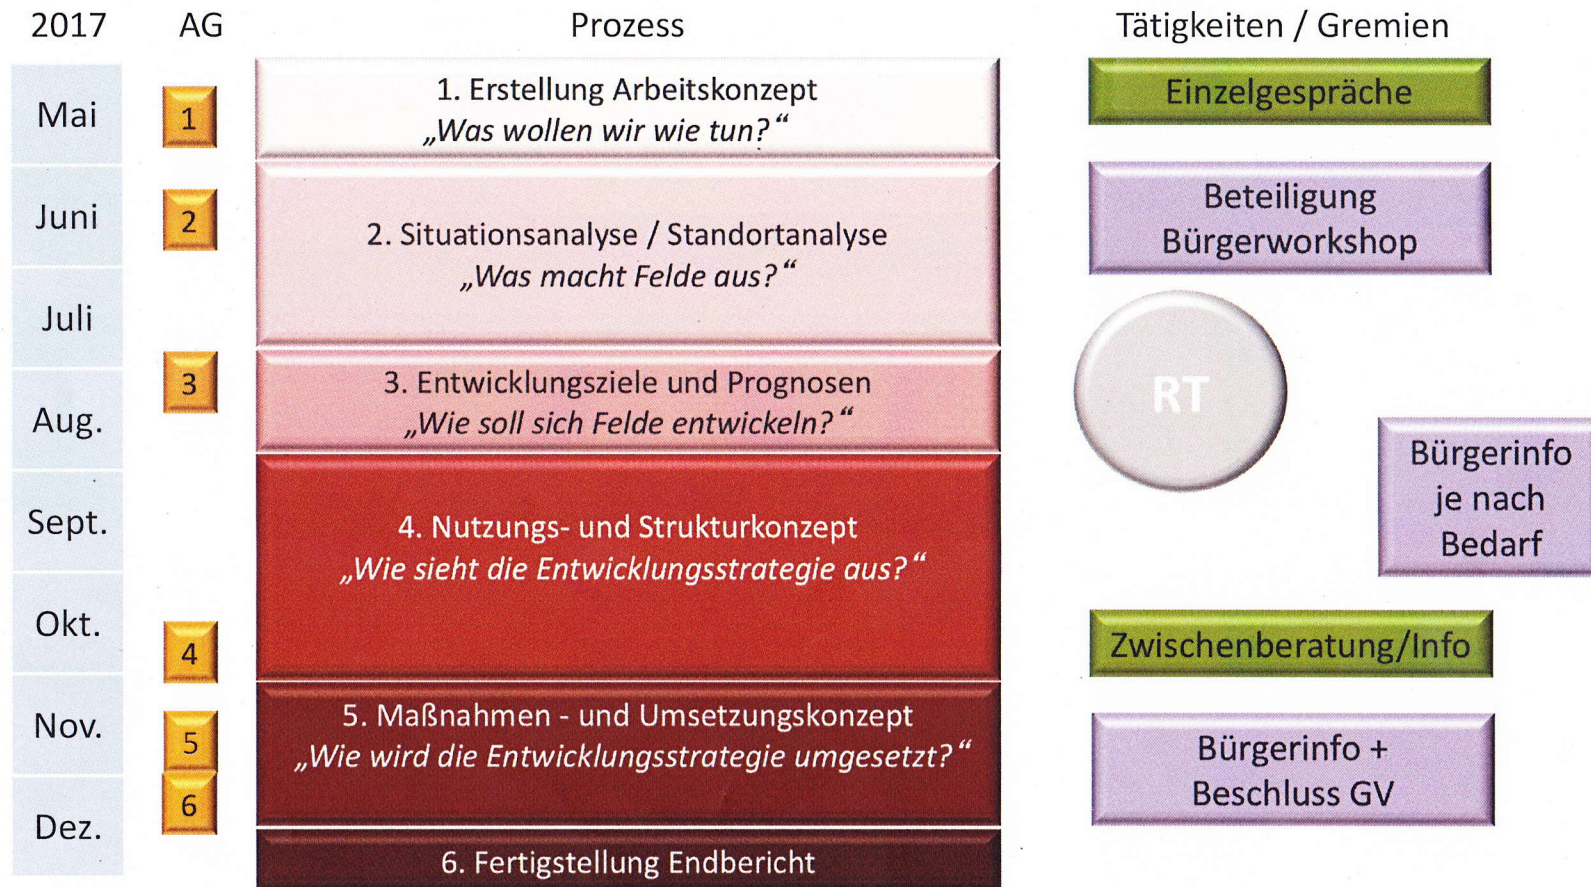 2017 AG Prozess Tätigkeiten / Gremien
Mai
Juni
Juli
Aug.
Sept.
Okt.
Nov.
Dez.
1
2
3
4
5
6
1. Erstellung Arbeitskonzept
„Was wollen wir wie tun?“
2. Situationsanalyse / Standortanalyse
„Was macht Felde aus?“
3. Entwicklungsziele und Prognosen
„Wie soll sich Felde entwickeln?“
4. Nutzungs- und Strukturkonzept
„Wie sieht die Entwicklungsstrategie aus?“
5. Maßnahmen - und Umsetzungskonzept
„Wie wird die Entwicklungsstrategie umgesetzt?“
6. Fertigstellung Endbericht
Einzelgespräche
Beteiligung
Bürgerworkshop
RT
Bürgerinfo
je nach
Bedarf
Zwischenberatung/Info
Bürgerinfo +
Beschluss GV